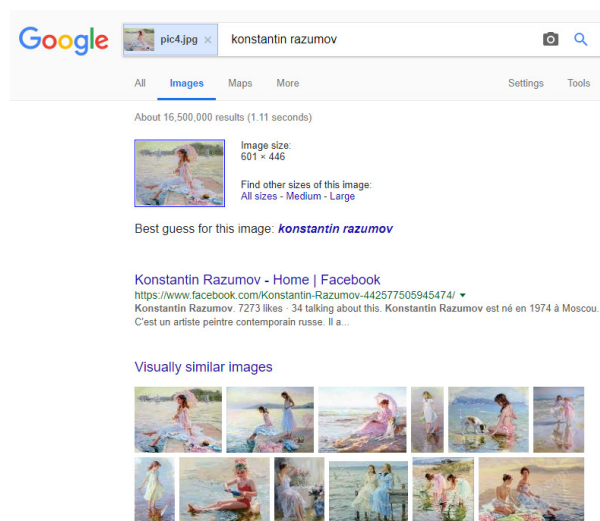 Google pic4.jpg × konstantin razumov
All Images Maps More Settings Tools
About 16,500,000 results (1.11 seconds)
Image size:
601 × 446
Find other sizes of this image:
All sizes - Medium - Large
Best guess for this image: konstantin razumov
Konstantin Razumov - Home | Facebook
https://www.facebook.com/Konstantin-Razumov-442577505945474/
Konstantin Razumov. 7273 likes · 34 talking about this. Konstantin Razumov est né en 1974 à Moscou.
C'est un artiste peintre contemporain russe. Il a...
Visually similar images